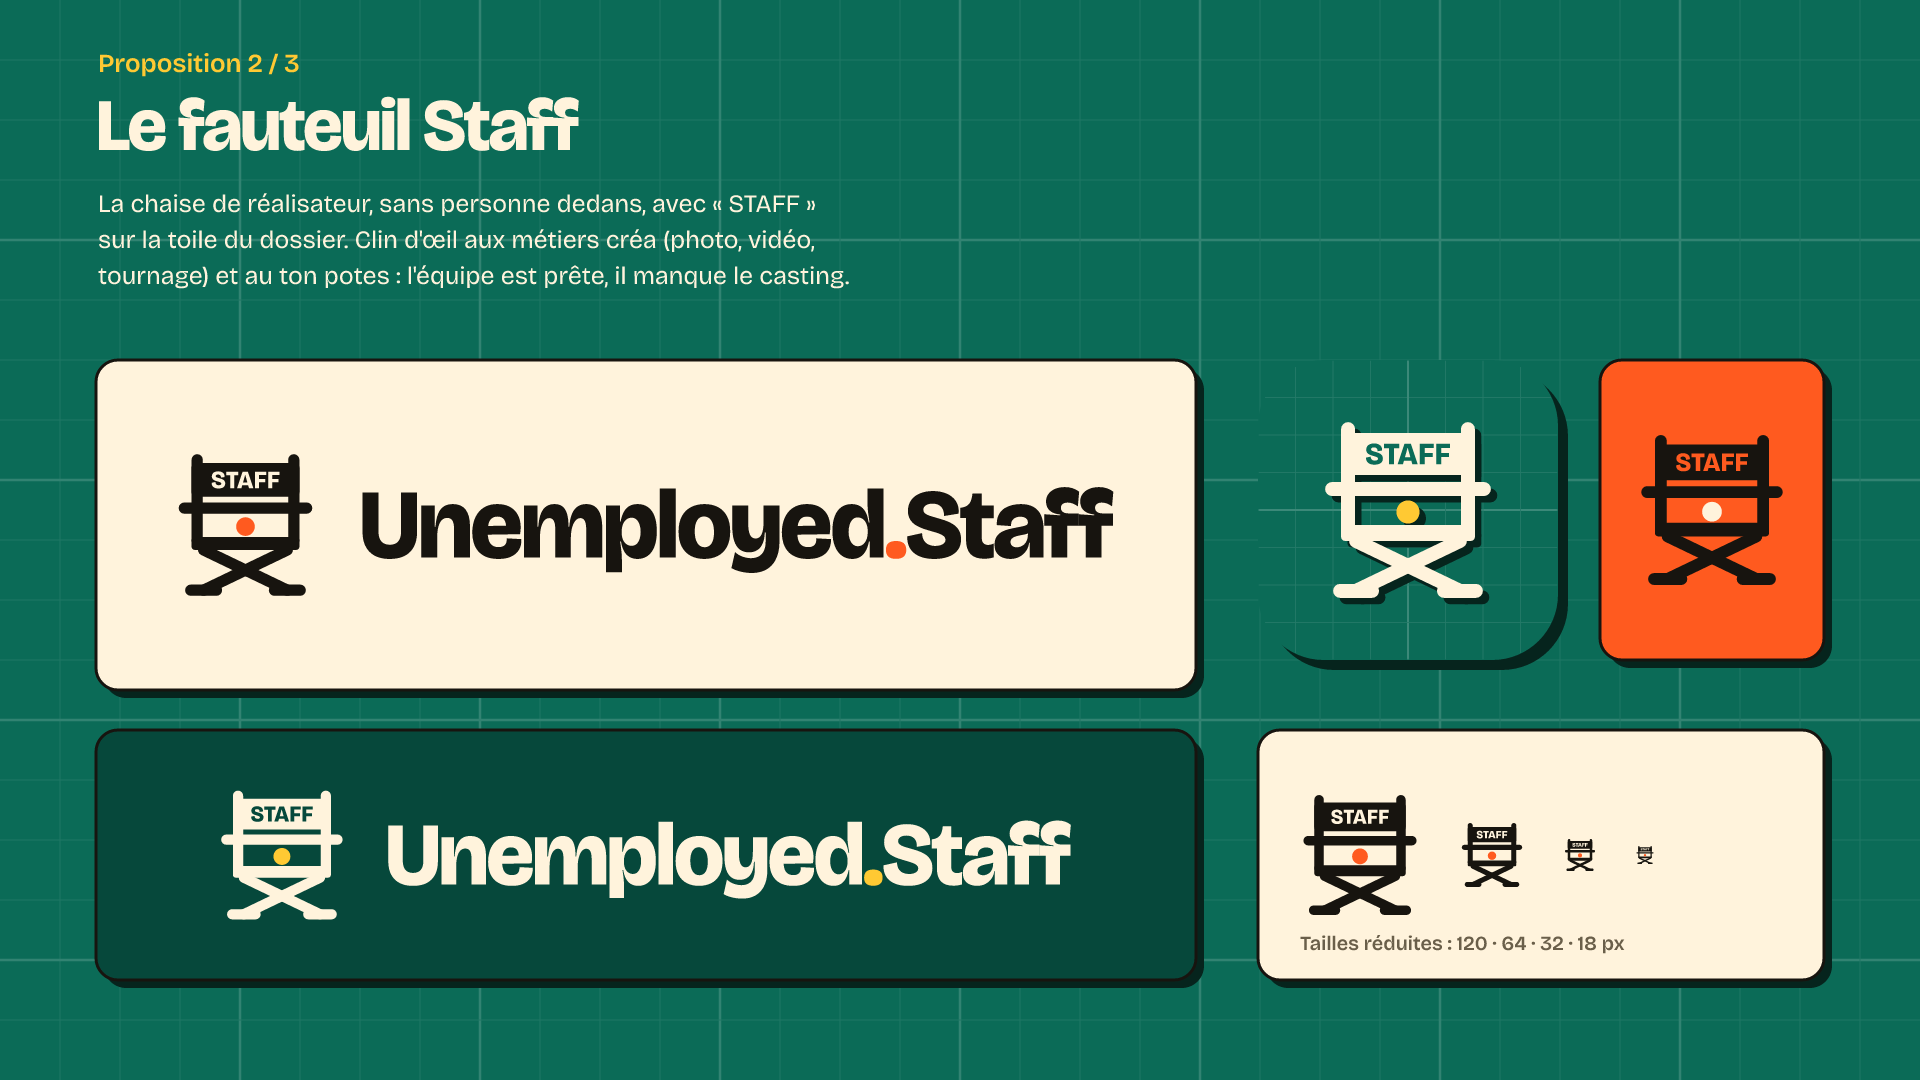 Proposition 2 / 3
Le fauteuil Staff
La chaise de réalisateur, sans personne dedans, avec « STAFF »
sur la toile du dossier. Clin d'œil aux métiers créa (photo, vidéo,
tournage) et au ton potes : l'équipe est prête, il manque le casting.
STAFF
Unemployed.Staff
STAFF
STAFF
STAFF
Unemployed.Staff
STAFF
STAFF
STAFF
Tailles réduites : 120 · 64 · 32 · 18 px